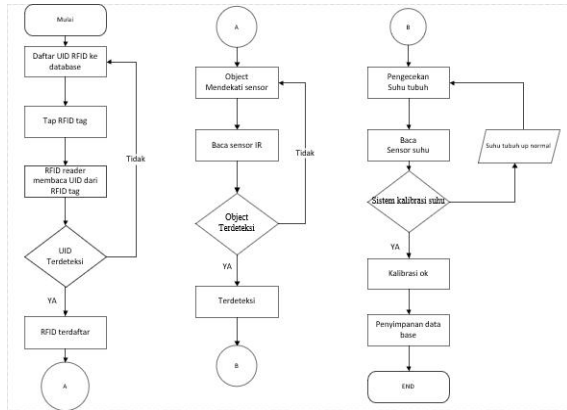 Mulai
Daftar UID RFID ke
database
Tap RFID tag
RFID reader
membaca UID dari
RFID tag
Tidak
UID
Terdeteksi
YA
RFID terdaftar
A
A
Object
Mendekati sensor
Baca sensor IR
Tidak
Object
Terdeteksi
YA
Terdeteksi
B
B
Pengecekan
Suhu tubuh
Baca
Sensor suhu
Suhu tubuh up normal
Sistem kalibrasi suhu
YA
Kalibrasi ok
Penyimpanan data
base
END